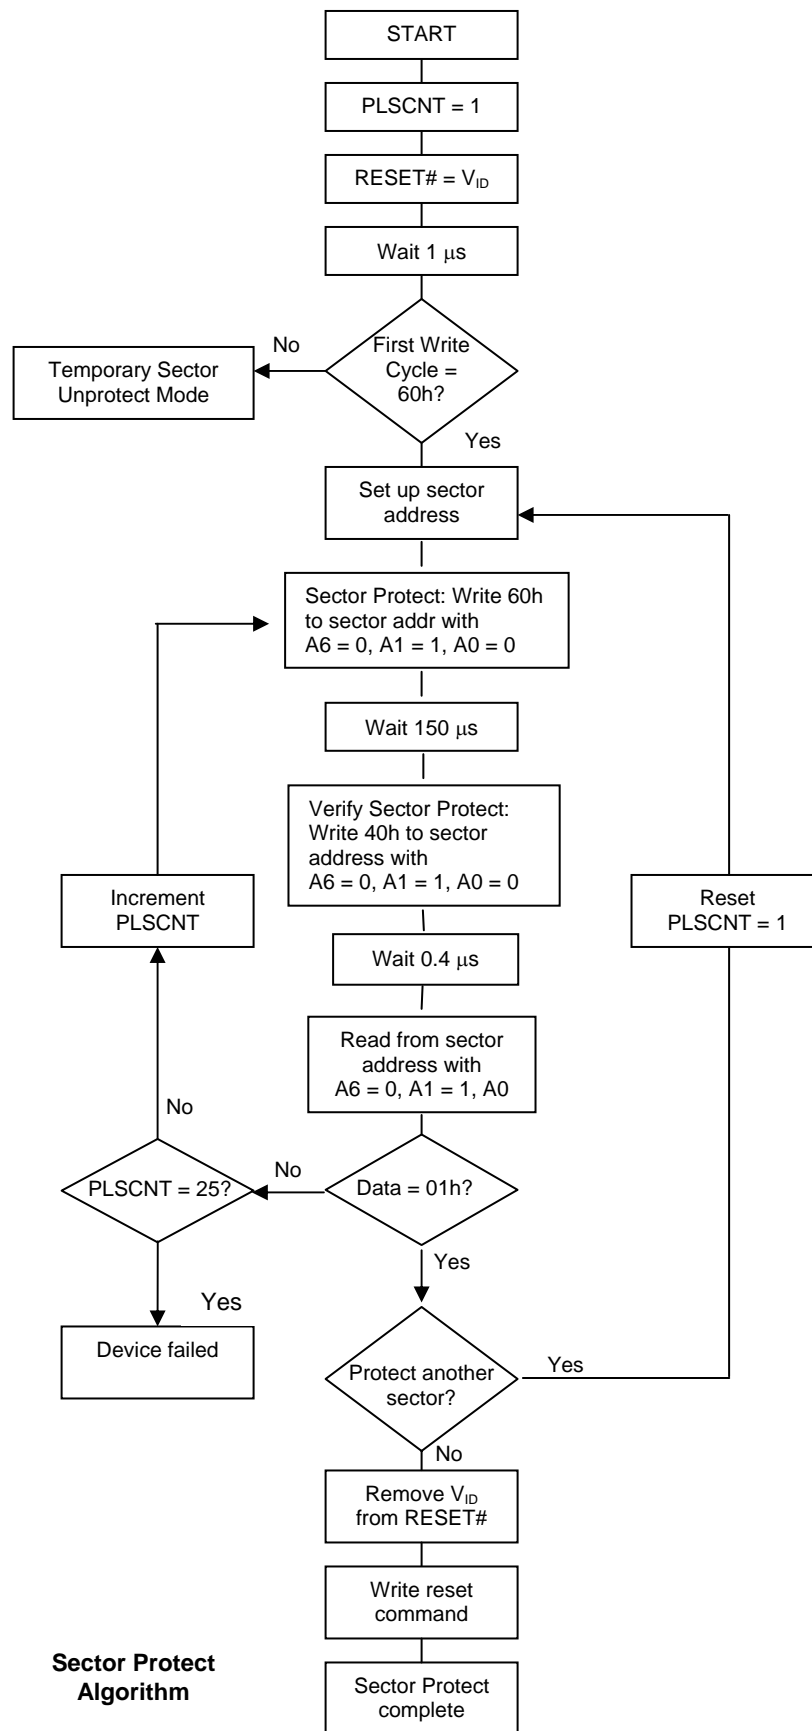 START
PLSCNT = 1
RESET# = VID
Wait 1 μs
First Write
Cycle =
60h?
No
Temporary Sector
Unprotect Mode
Yes
Set up sector
address
Sector Protect: Write 60h
to sector addr with
A6 = 0, A1 = 1, A0 = 0
Wait 150 μs
Verify Sector Protect:
Write 40h to sector
address with
A6 = 0, A1 = 1, A0 = 0
Increment
PLSCNT
Reset
PLSCNT = 1
Wait 0.4 μs
Read from sector
address with
A6 = 0, A1 = 1, A0
No
PLSCNT = 25?
No
Data = 01h?
Yes
Yes
Device failed
Protect another
sector?
Yes
No
Remove VID
from RESET#
Write reset
command
Sector Protect
Algorithm
Sector Protect
complete